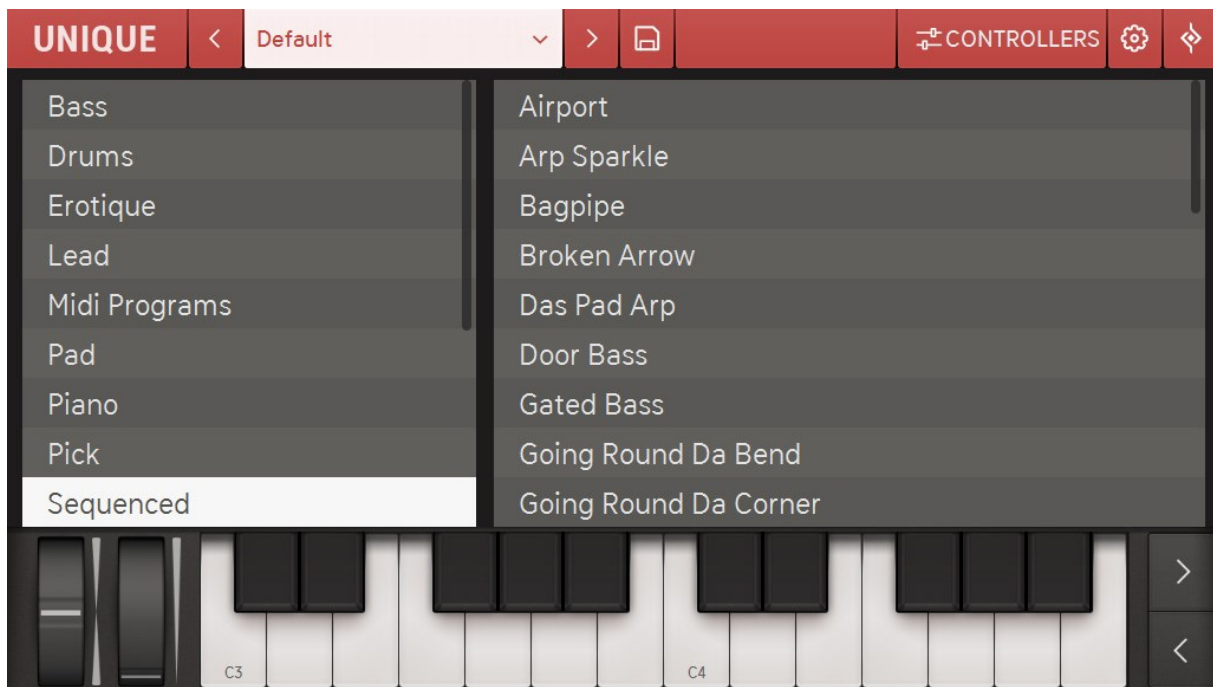 UNIQUE
Default
CONTROLLERS
Bass
Drums
Erotique
Lead
Midi Programs
Pad
Piano
Pick
Sequenced
Airport
Arp Sparkle
Bagpipe
Broken Arrow
Das Pad Arp
Door Bass
Gated Bass
Going Round Da Bend
Going Round Da Corner
C3
C4